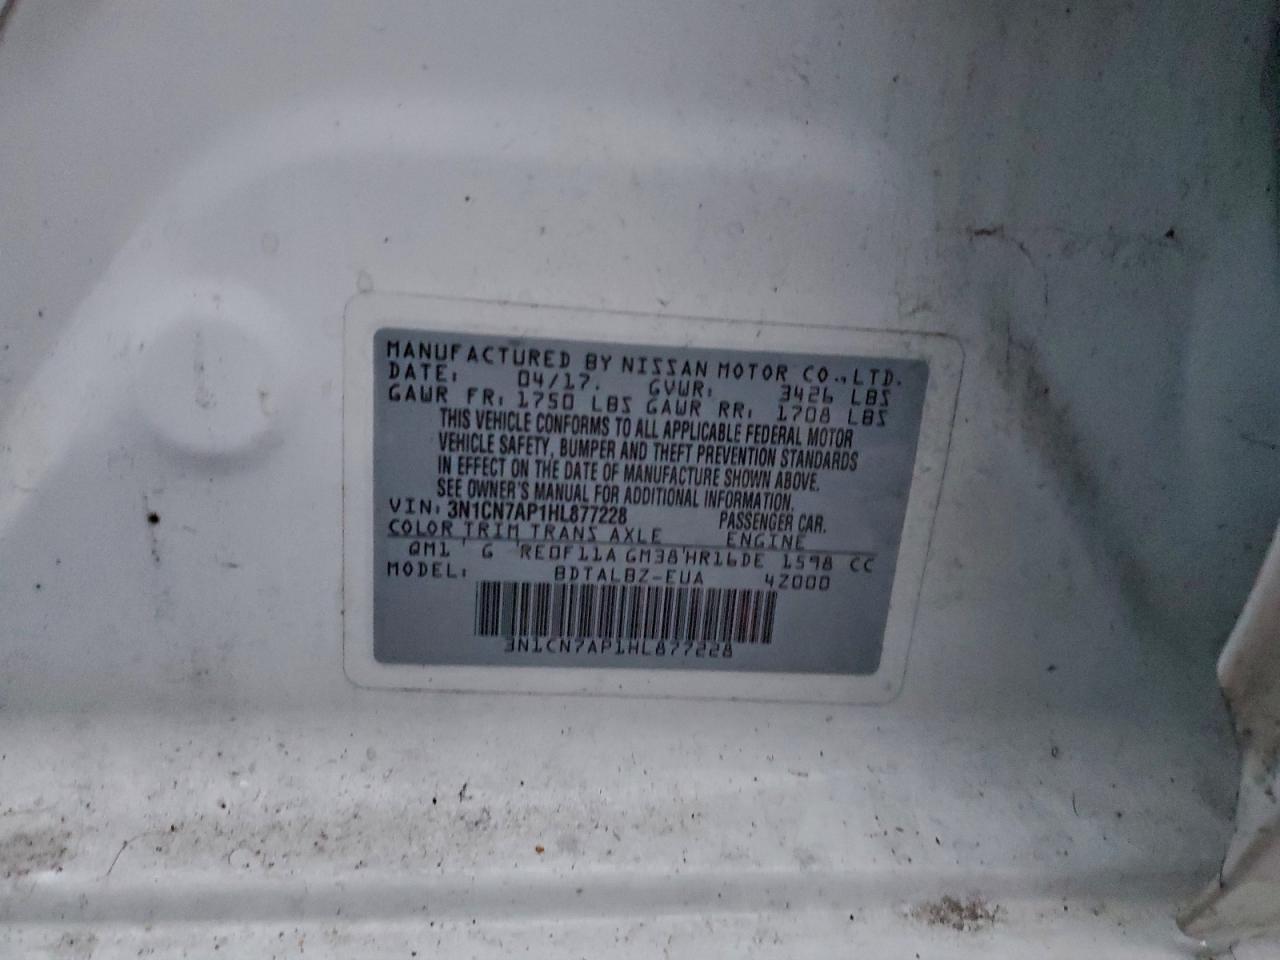 MANUFACTURED BY NISSAN MOTOR CO., LTD.
DATE: 04/17. GVWR: 3426 LBS
GAWR FR: 1750 LBS GAWR RR: 1708 LBS
THIS VEHICLE CONFORMS TO ALL APPLICABLE FEDERAL MOTOR
VEHICLE SAFETY, BUMPER AND THEFT PREVENTION STANDARDS
IN EFFECT ON THE DATE OF MANUFACTURE SHOWN ABOVE.
SEE OWNER'S MANUAL FOR ADDITIONAL INFORMATION.
VIN: 3N1CN7AP1HL877228 PASSENGER CAR.
COLOR TRIM TRANS AXLE ENGINE
QM1 G RE0F11A GM38 HR16DE 1598 CC
MODEL: BDTALBZ-EUA 42000
3N1CN7AP1HL877228